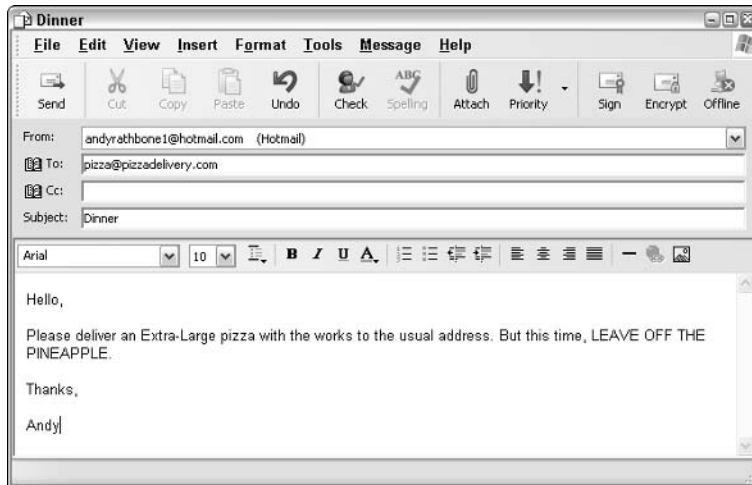 Dinner
File Edit View Insert Format Tools Message Help
ABC
Send Cut Copy Paste Undo Check Spelling Attach Priority Sign Encrypt Offline
From: andyrathbone1@hotmail.com (Hotmail)
To: pizza@pizzadelivery.com
Cc:
Subject: Dinner
Arial 10 B I U A
Hello,
Please deliver an Extra-Large pizza with the works to the usual address. But this time, LEAVE OFF THE
PINEAPPLE.
Thanks,
Andy